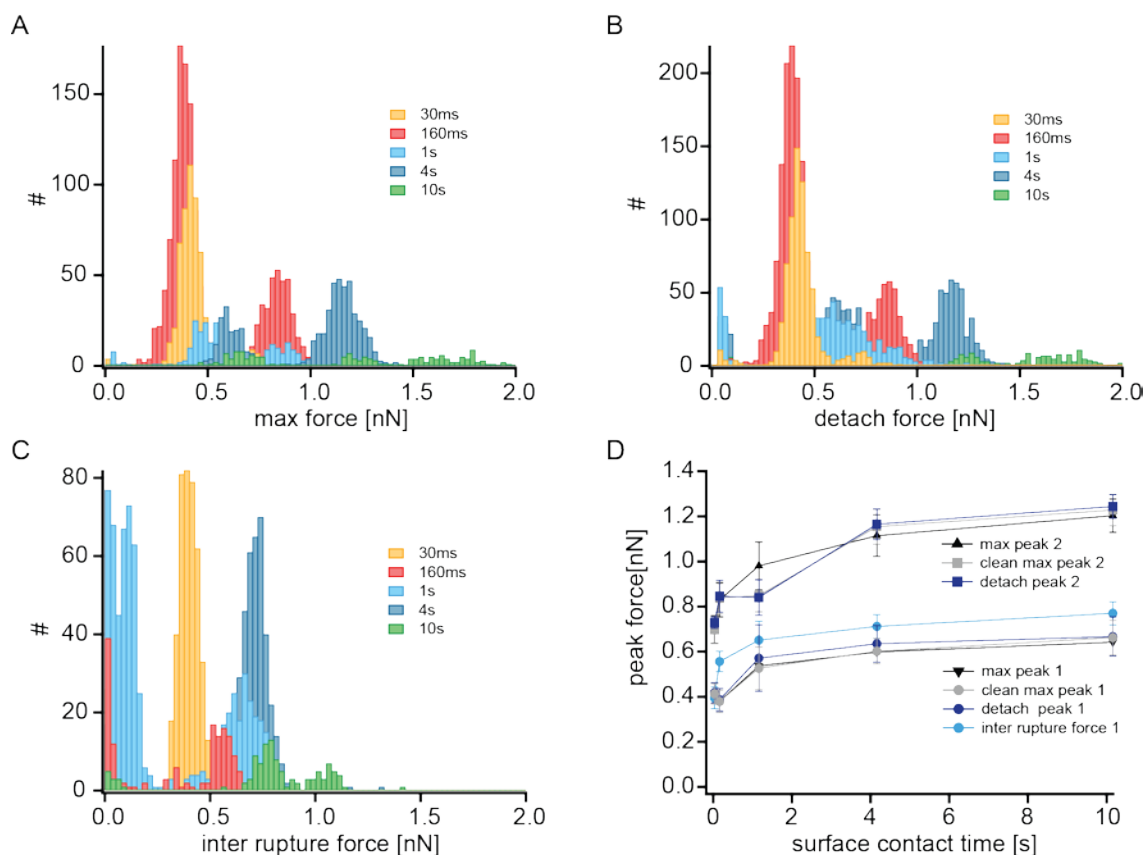 A
150
100
50
0
#
30ms
160ms
1s
4s
10s
0.0 0.5 1.0 1.5 2.0
max force [nN]
B
200
150
100
50
0
#
30ms
160ms
1s
4s
10s
0.0 0.5 1.0 1.5 2.0
detach force [nN]
C
80
60
40
20
0
#
30ms
160ms
1s
4s
10s
0.0 0.5 1.0 1.5 2.0
inter rupture force [nN]
D
1.4
1.2
1.0
0.8
0.6
0.4
0.2
0.0
peak force[nN]
max peak 2
clean max peak 2
detach peak 2
max peak 1
clean max peak 1
detach peak 1
inter rupture force 1
0 2 4 6 8 10
surface contact time [s]